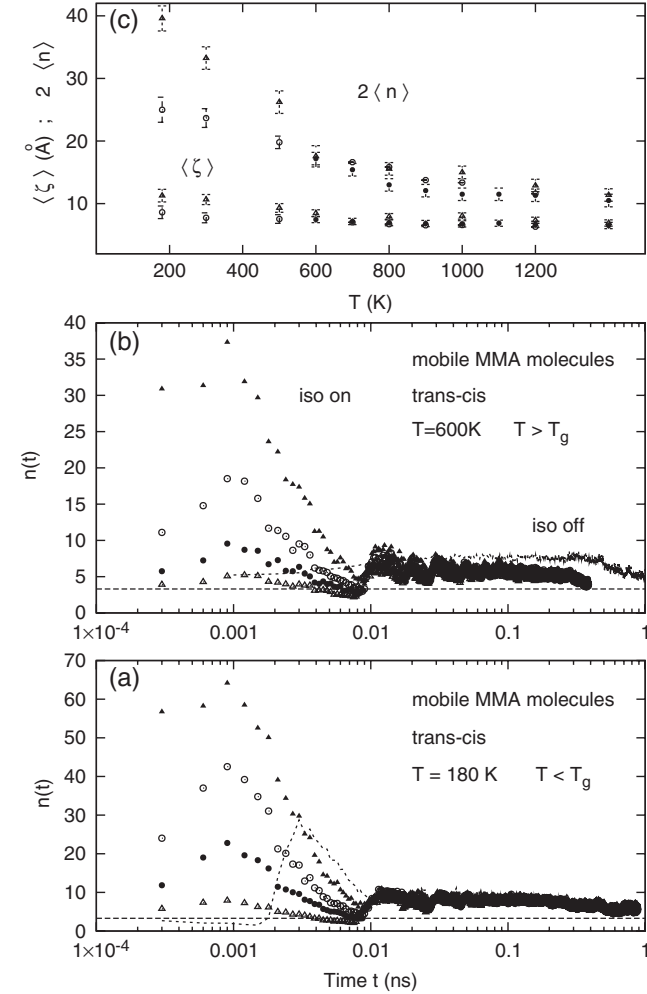 (c)
40
30
20
10
⟨ζ⟩ (Å) ; 2 ⟨n⟩
2⟨n⟩
⟨ζ⟩
200 400 600 800 1000 1200
T (K)
(b)
40
35
30
25
20
15
10
5
0
n(t)
mobile MMA molecules
iso on
trans-cis
T=600K T > Tg
iso off
1×10-4 0.001 0.01 0.1 1
(a)
70
60
50
40
30
20
10
0
n(t)
mobile MMA molecules
trans-cis
T = 180 K T < Tg
1×10-4 0.001 0.01 0.1 1
Time t (ns)